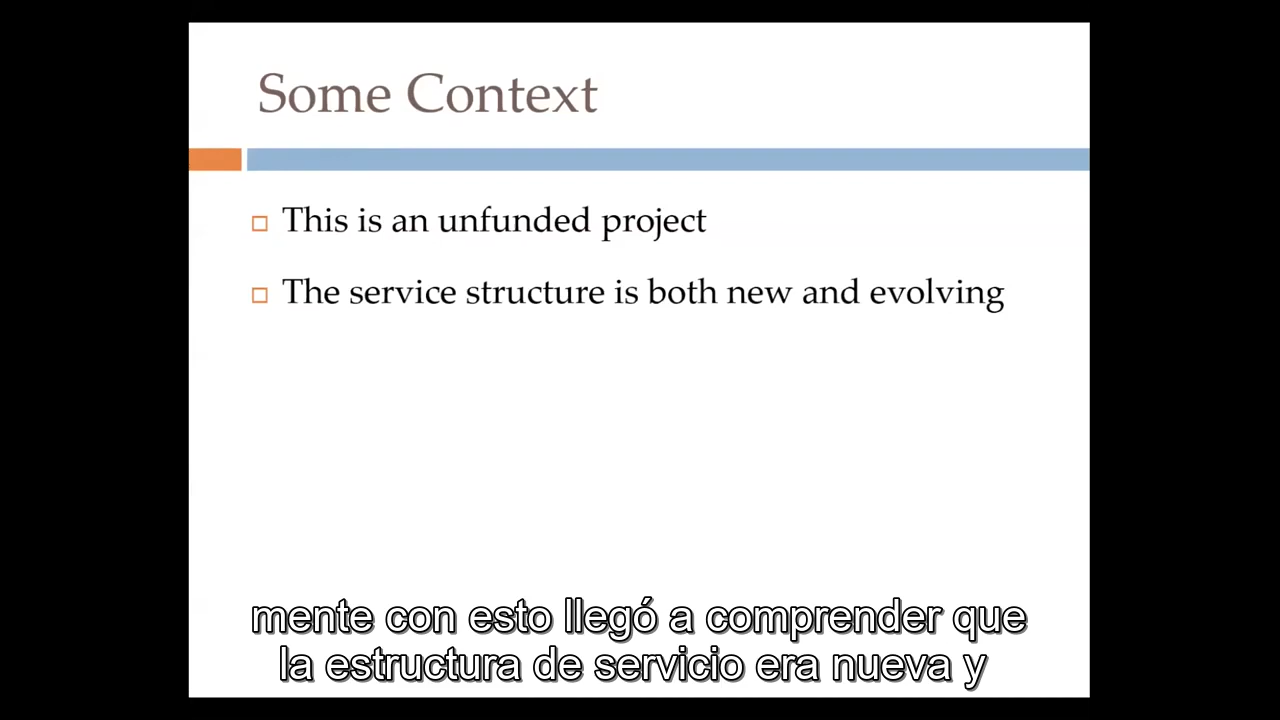 Some Context
This is an unfunded project
The service structure is both new and evolving
mente con esto llegó a comprender que
la estructura de servicio era nueva y